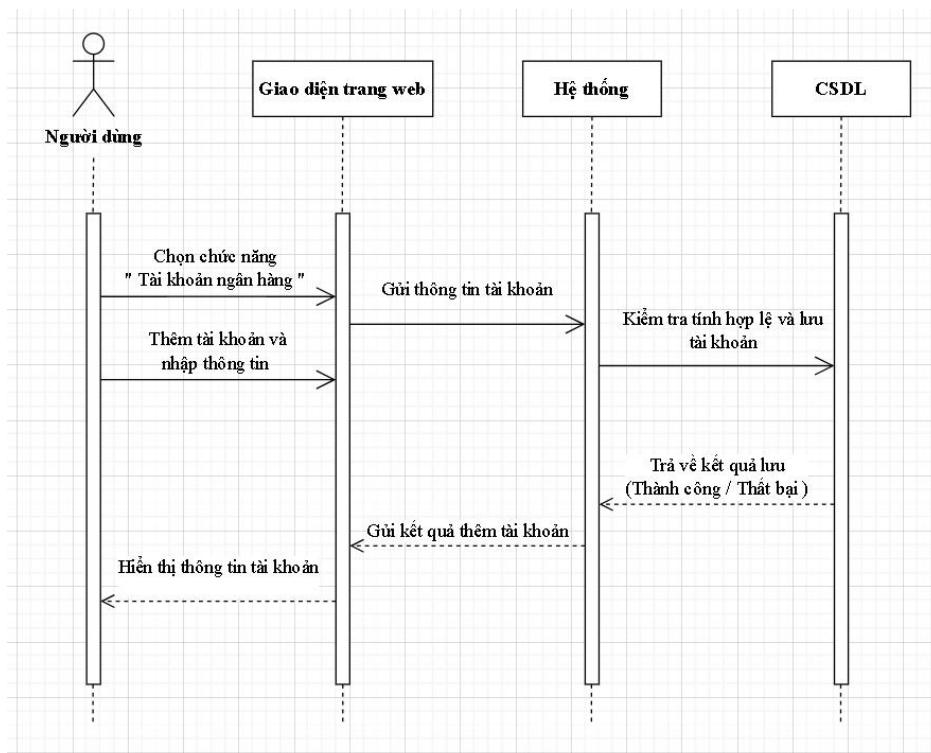 Người dùng
Giao diện trang web
Hệ thống
CSDL
Chọn chức năng
" Tài khoản ngân hàng "
Gửi thông tin tài khoản
Kiểm tra tính hợp lệ và lưu
tài khoản
Thêm tài khoản và
nhập thông tin
Trả về kết quả lưu
(Thành công / Thất bại )
Gửi kết quả thêm tài khoản
Hiển thị thông tin tài khoản